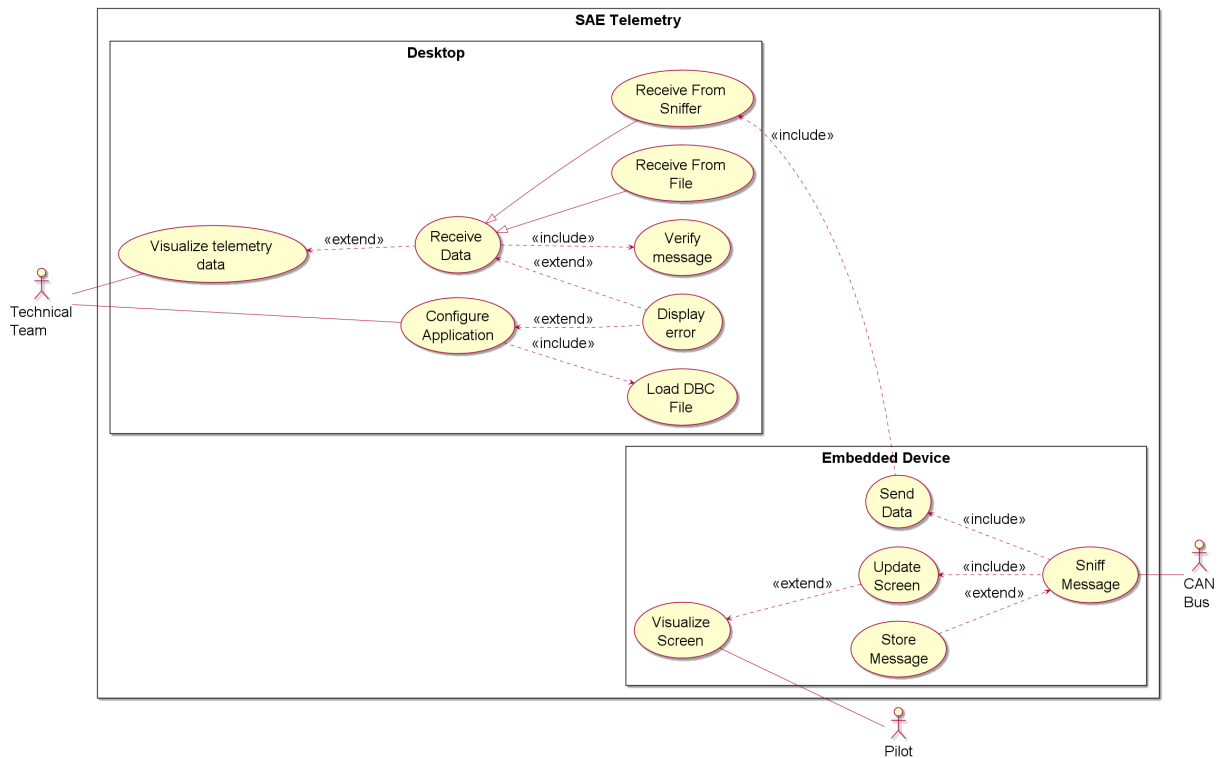 SAE Telemetry
Desktop
Receive From
Sniffer
«include»
Receive From
File
Visualize telemetry
data
«extend»
Receive
Data
«include»
Verify
message
«extend»
Technical
Team
Configure
Application
«extend»
Display
error
«include»
Load DBC
File
Embedded Device
Send
Data
«include»
Update
Screen
«include»
Sniff
Message
CAN
Bus
«extend»
«extend»
Visualize
Screen
Store
Message
Pilot